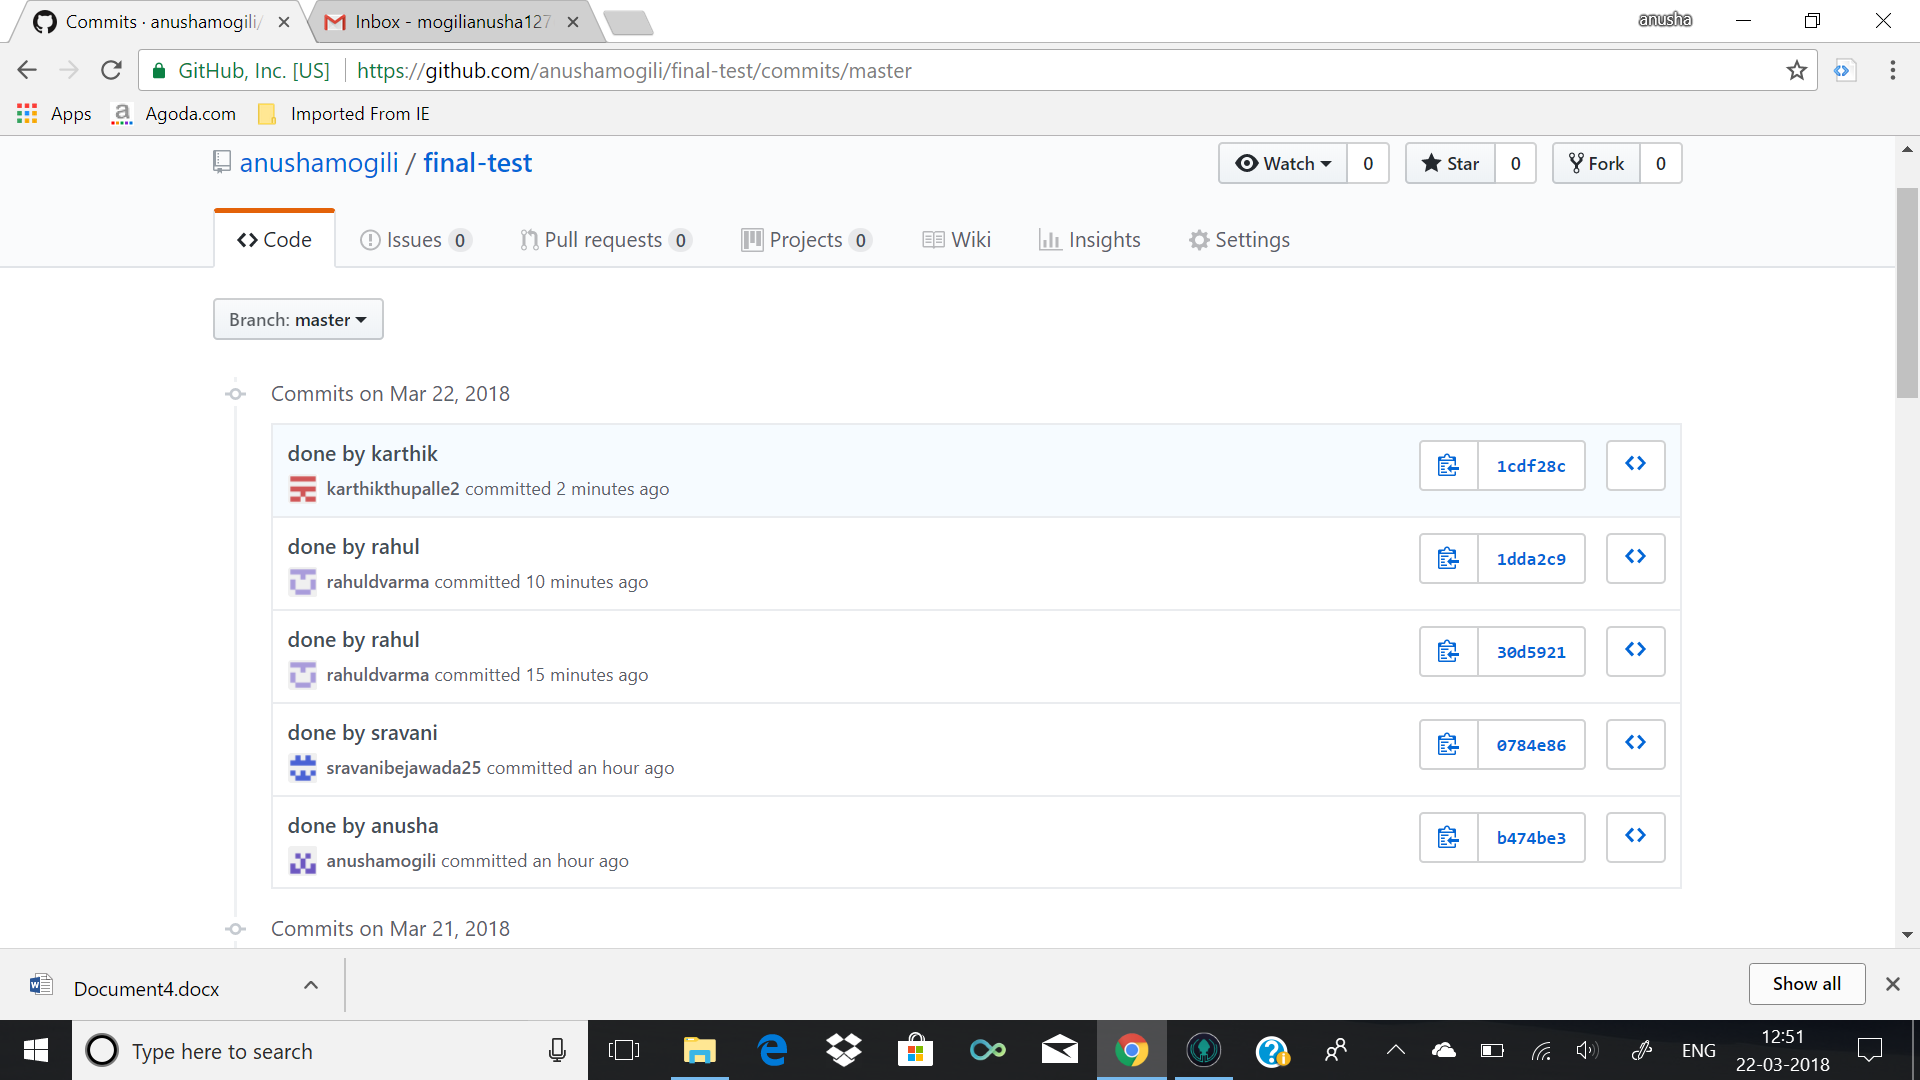 Commits · anushamogili/
Inbox - mogilianusha127
anusha
GitHub, Inc. [US]
https://github.com/anushamogili/final-test/commits/master
Apps
a
Agoda.com
Imported From IE
anushamogili / final-test
Watch
0
Star
0
Fork
0
Code
Issues 0
Pull requests 0
Projects 0
Wiki
Insights
Settings
Branch: master
Commits on Mar 22, 2018
done by karthik
karthikthupalle2 committed 2 minutes ago
1cdf28c
done by rahul
rahuldvarma committed 10 minutes ago
1dda2c9
done by rahul
rahuldvarma committed 15 minutes ago
30d5921
done by sravani
sravanibejawada25 committed an hour ago
0784e86
done by anusha
anushamogili committed an hour ago
b474be3
Commits on Mar 21, 2018
Document4.docx
Show all
Type here to search
ENG
12:51
22-03-2018